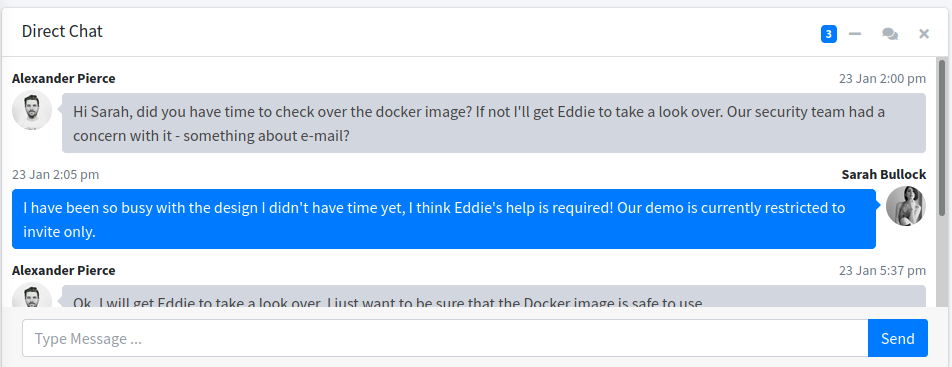 Direct Chat
3
Alexander Pierce
23 Jan 2:00 pm
Hi Sarah, did you have time to check over the docker image? If not I'll get Eddie to take a look over. Our security team had a
concern with it - something about e-mail?
23 Jan 2:05 pm
Sarah Bullock
I have been so busy with the design I didn't have time yet, I think Eddie's help is required! Our demo is currently restricted to
invite only.
Alexander Pierce
23 Jan 5:37 pm
Ok. I will get Eddie to take a look over. I just want to be sure that the Docker image is safe to use.
Type Message ...
Send